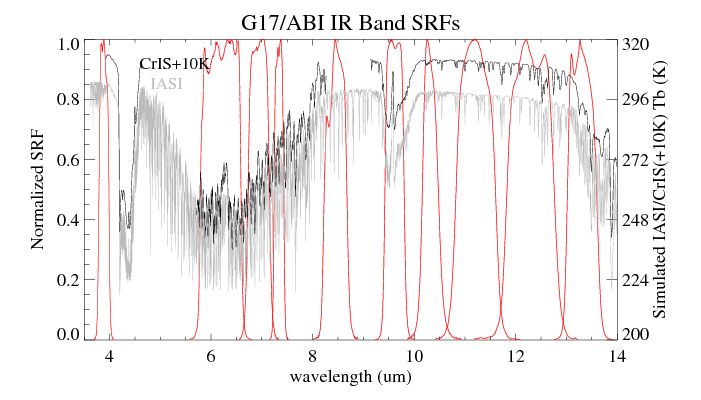 G17/ABI IR Band SRFs
1.0
0.8
0.6
0.4
0.2
0.0
Normalized SRF
CrIS+10K
IASI
320
296
272
248
224
200
Simulated IASI/CrIS(+10K) Tb (K)
4 6 8 10 12 14
wavelength (um)